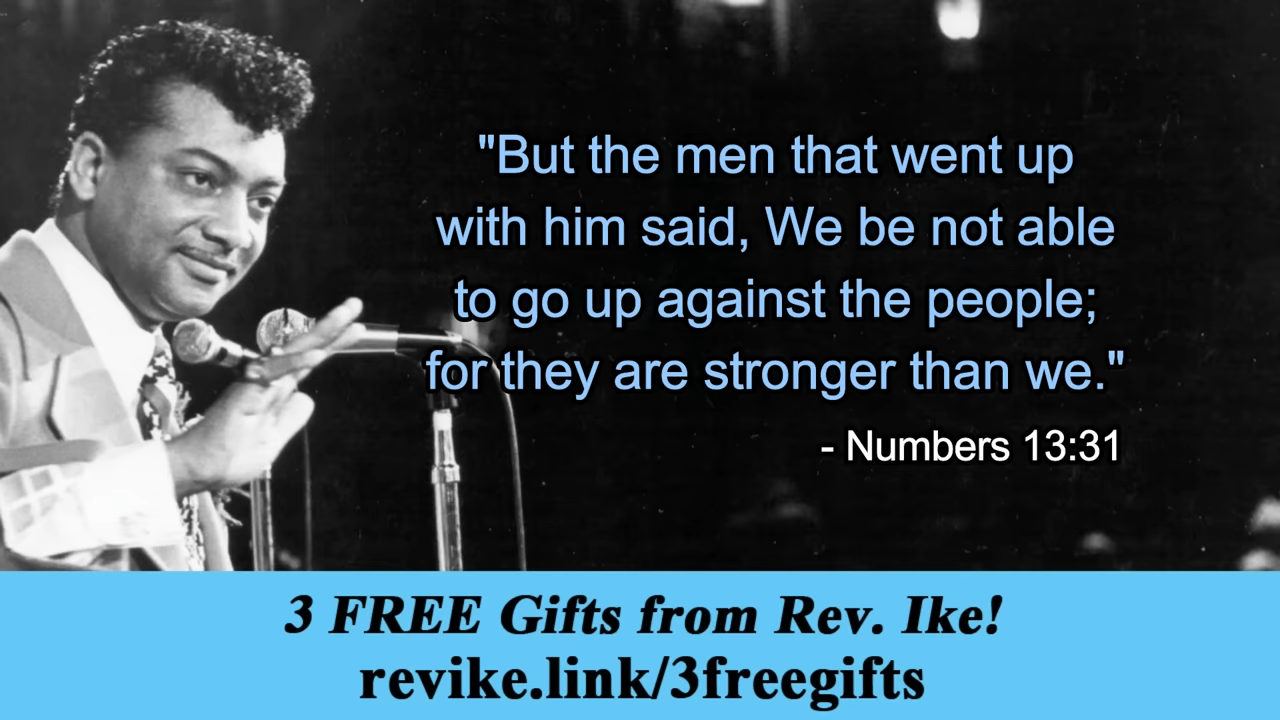 "But the men that went up
with him said, We be not able
to go up against the people;
for they are stronger than we."
- Numbers 13:31
3 FREE Gifts from Rev. Ike!
revike.link/3freegifts